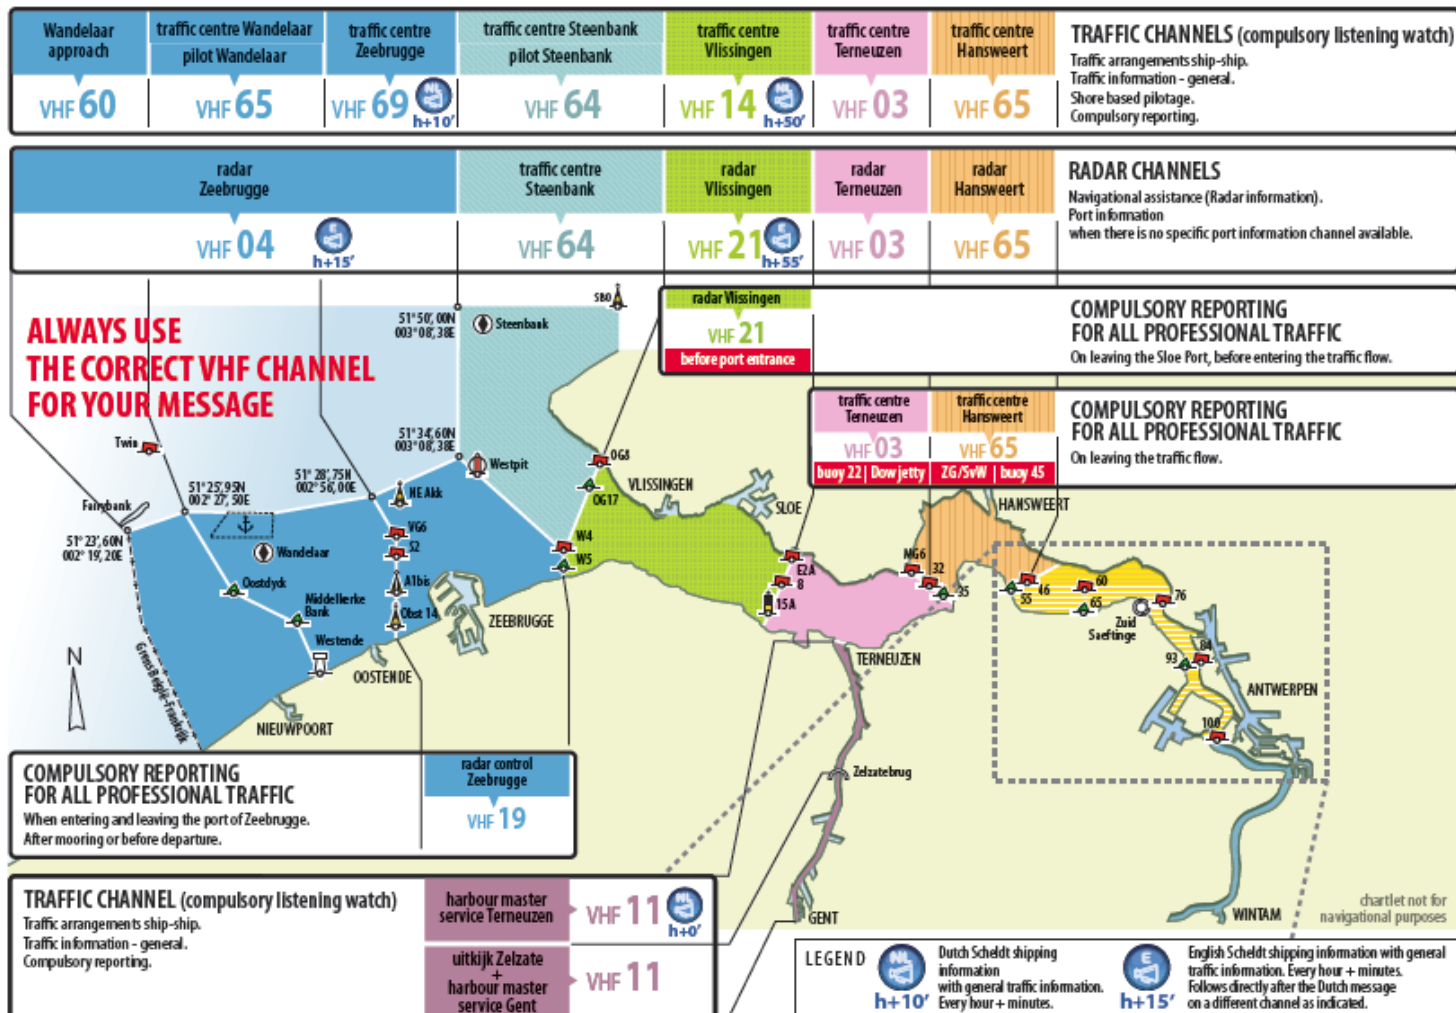 Wandelaar
approach
VHF 60
traffic centre Wandelaar
pilot Wandelaar
VHF 65
traffic centre
Zeebrugge
VHF 69
NL
h+10'
traffic centre Steenbank
pilot Steenbank
VHF 64
traffic centre
Vlissingen
VHF 14
NL
h+50'
traffic centre
Terneuzen
VHF 03
traffic centre
Hansweert
VHF 65
TRAFFIC CHANNELS (compulsory listening watch)
Traffic arrangements ship-ship.
Traffic information - general.
Shore based pilotage.
Compulsory reporting.
radar
Zeebrugge
VHF 04
E
h+15'
traffic centre
Steenbank
VHF 64
radar
Vlissingen
VHF 21
E
h+55'
radar
Terneuzen
VHF 03
radar
Hansweert
VHF 65
RADAR CHANNELS
Navigational assistance (Radar information).
Port information
when there is no specific port information channel available.
radar Vlissingen
VHF 21
before port entrance
COMPULSORY REPORTING
FOR ALL PROFESSIONAL TRAFFIC
On leaving the Sloe Port, before entering the traffic flow.
traffic centre
Terneuzen
VHF 03
buoy 22 | Dow jetty
traffic centre
Hansweert
VHF 65
ZG/SvW | buoy 45
COMPULSORY REPORTING
FOR ALL PROFESSIONAL TRAFFIC
On leaving the traffic flow.
ALWAYS USE
THE CORRECT VHF CHANNEL
FOR YOUR MESSAGE
51° 50', 00N
003° 08', 38E
Steenbank
SBO
51° 34', 60N
003° 08', 38E
Westpit
Twin
51° 25', 95N
002° 27', 50E
51° 28', 75N
002° 56', 00E
Fairybank
51° 23', 60N
002° 19', 20E
NE Akk
VG6
S2
A1bis
Obst 14
Wandelaar
Oostdyck
Middelkerke
Bank
Westende
OG8
OG17
W4
W5
VLISSINGEN
SLOE
E2A
8
15A
MG6
32
35
HANSWEERT
46
55
60
65
76
Zuid
Saeftinge
84
93
100
ANTWERPEN
ZEEBRUGGE
OOSTENDE
NIEUWPOORT
TERNEUZEN
Zelzatebrug
GENT
WINTAM
N
Grens België-Frankrijk
COMPULSORY REPORTING
FOR ALL PROFESSIONAL TRAFFIC
When entering and leaving the port of Zeebrugge.
After mooring or before departure.
radar control
Zeebrugge
VHF 19
TRAFFIC CHANNEL (compulsory listening watch)
Traffic arrangements ship-ship.
Traffic information - general.
Compulsory reporting.
harbour master
service Terneuzen
VHF 11
NL
h+0'
uitkijk Zelzate
+
harbour master
service Gent
VHF 11
chartlet not for
navigational purposes
LEGEND
NL
h+10'
Dutch Scheldt shipping
information
with general traffic information.
Every hour + minutes.
E
h+15'
English Scheldt shipping information with general
traffic information. Every hour + minutes.
Follows directly after the Dutch message
on a different channel as indicated.